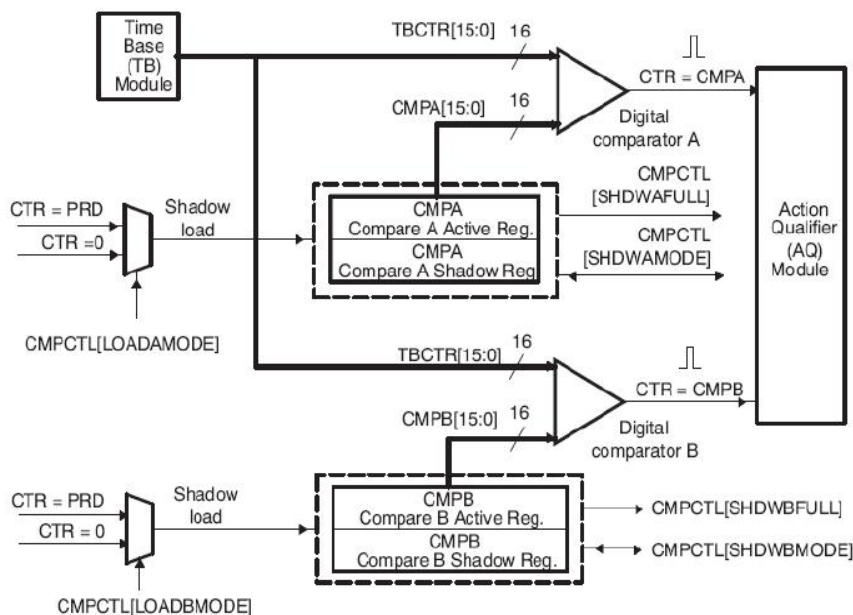 Time
Base
(TB)
Module
TBCTR[15:0]
16
CTR = CMPA
CMPA[15:0]
16
Digital
comparator A
CMPCTL
[SHDWAFULL]
CTR = PRD
CTR =0
Shadow
load
CMPA
Compare A Active Reg.
CMPA
Compare A Shadow Reg.
CMPCTL
[SHDWAMODE]
Action
Qualifier
(AQ)
Module
CMPCTL[LOADAMODE]
TBCTR[15:0]
16
CTR = CMPB
CMPB[15:0]
16
Digital
comparator B
CTR = PRD
CTR = 0
Shadow
load
CMPB
Compare B Active Reg.
CMPB
Compare B Shadow Reg.
CMPCTL[SHDWBFULL]
CMPCTL[SHDWBMODE]
CMPCTL[LOADBMODE]